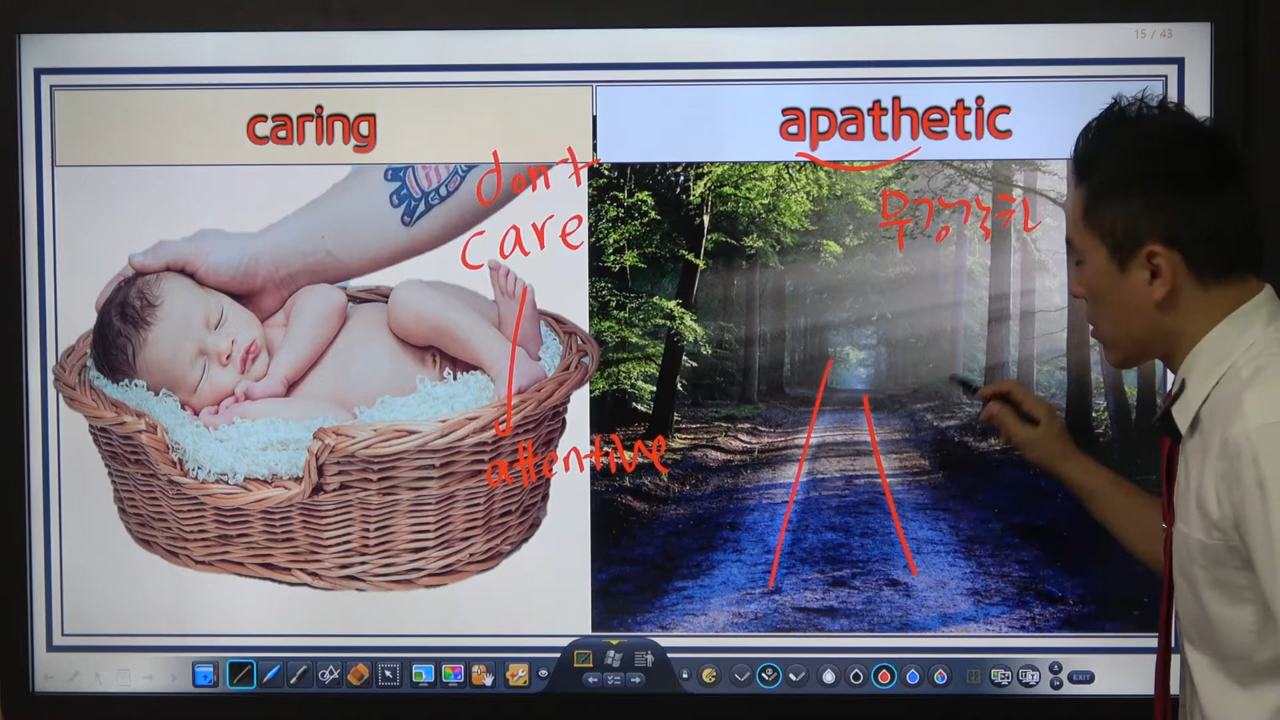 15 / 43
caring
apathetic
don't
care
무감각한
attentive
EXIT